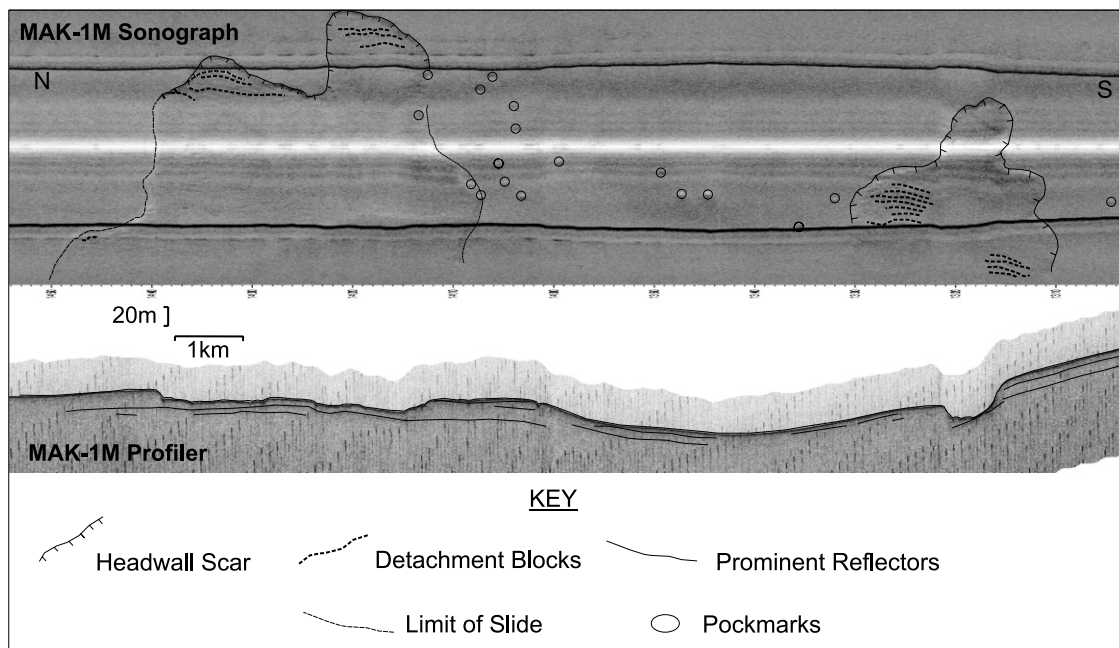 MAK-1M Sonograph
N
S
20m
1km
MAK-1M Profiler
KEY
Headwall Scar
Detachment Blocks
Prominent Reflectors
Limit of Slide
Pockmarks